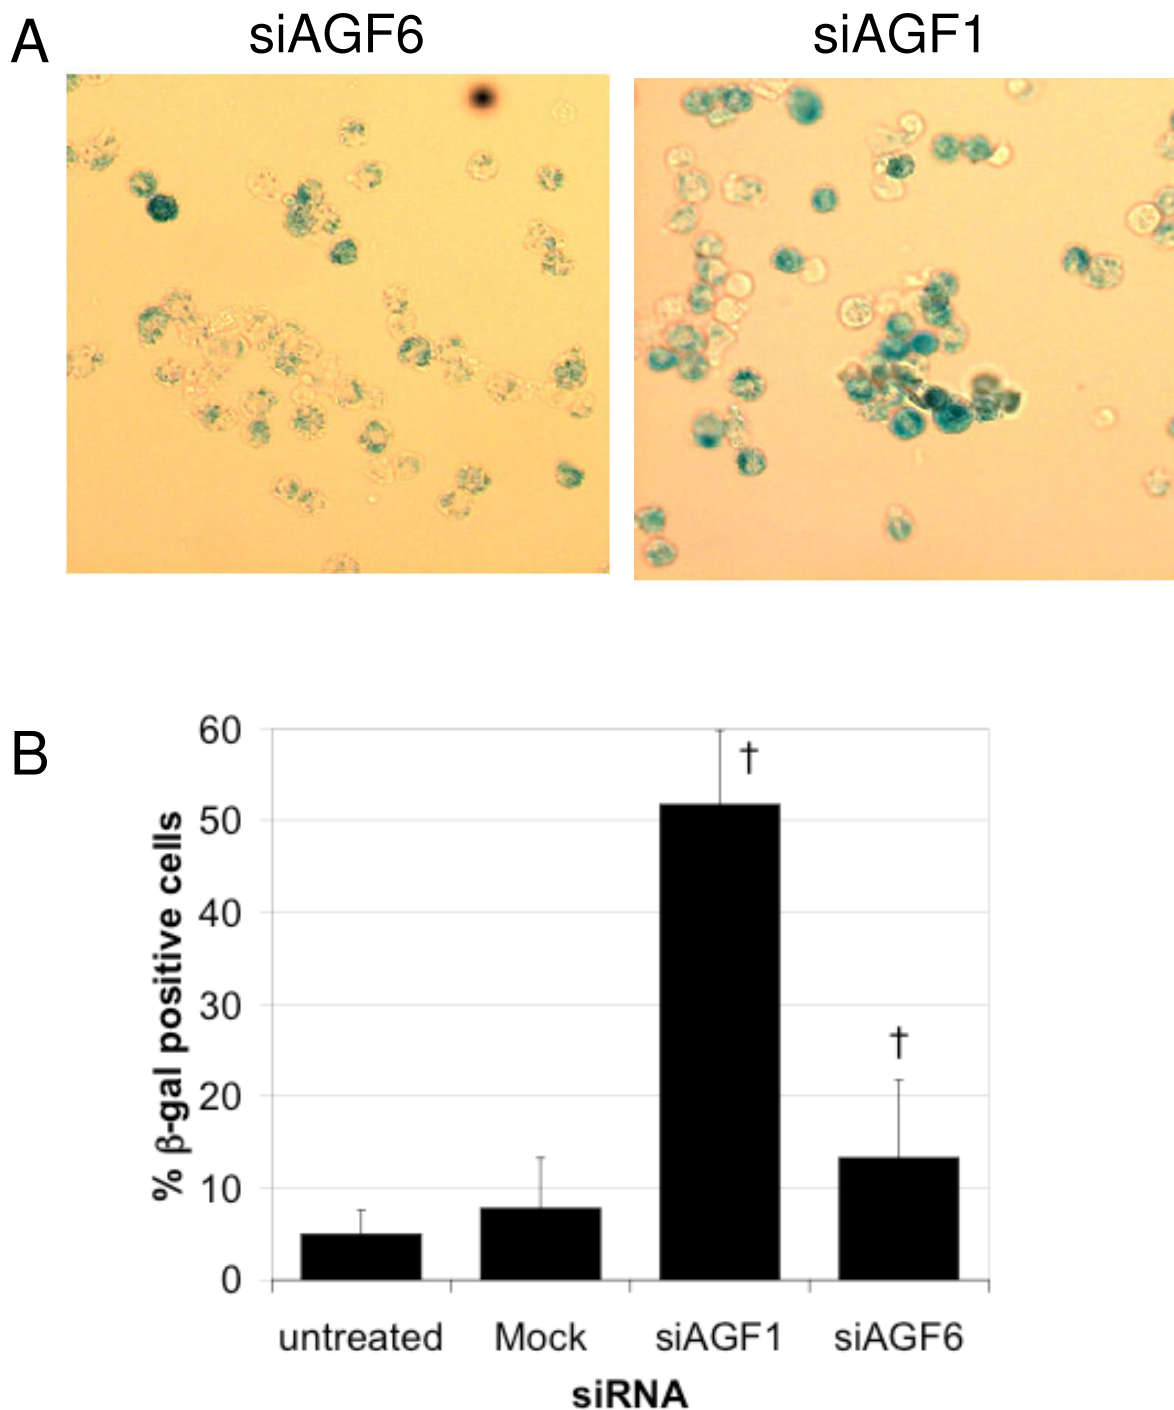 A
siAGF6
siAGF1
B
% β-gal positive cells
60
50
40
30
20
10
0
†
†
untreated
Mock
siAGF1
siAGF6
siRNA